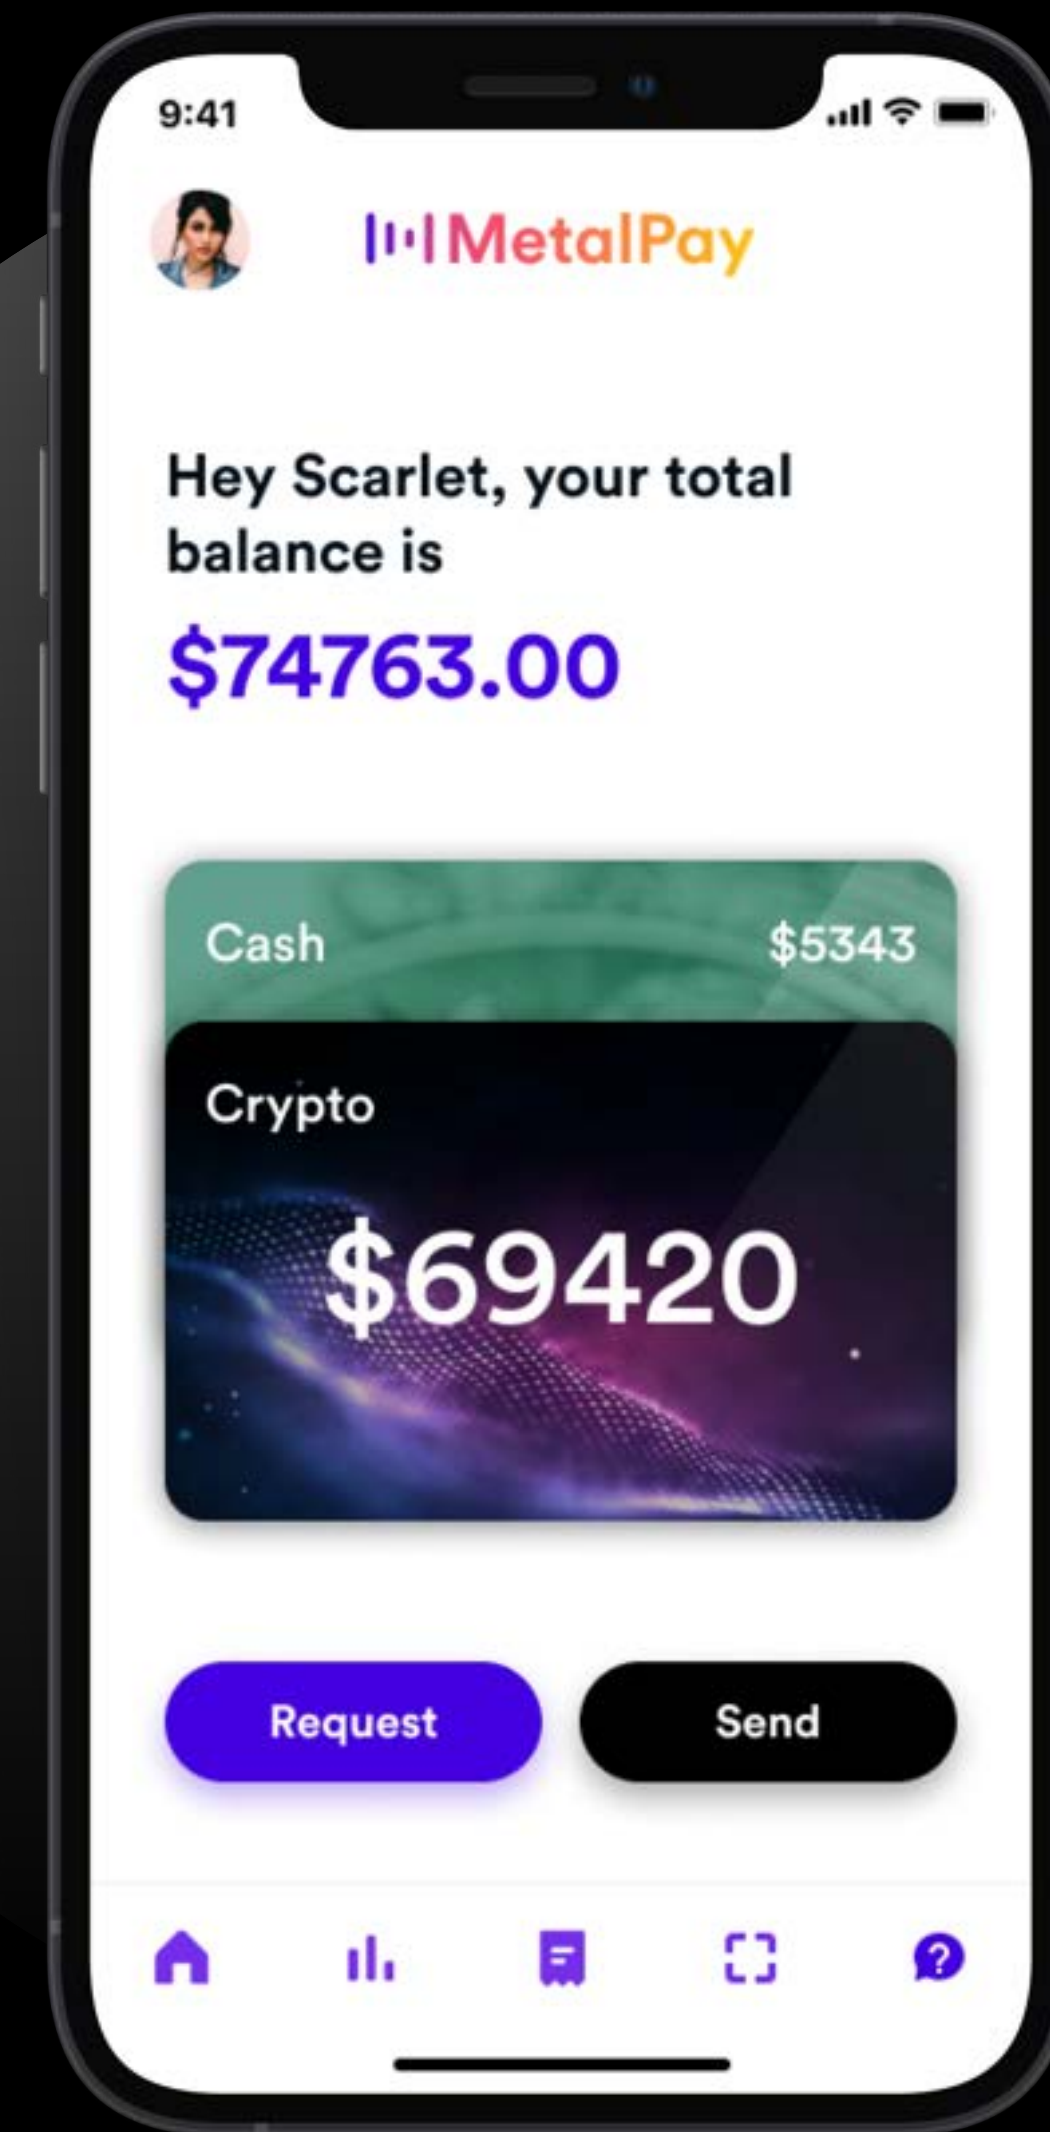 9:41
MetalPay
Hey Scarlet, your total
balance is
$74763.00
Cash $5343
Crypto
$69420
Request Send